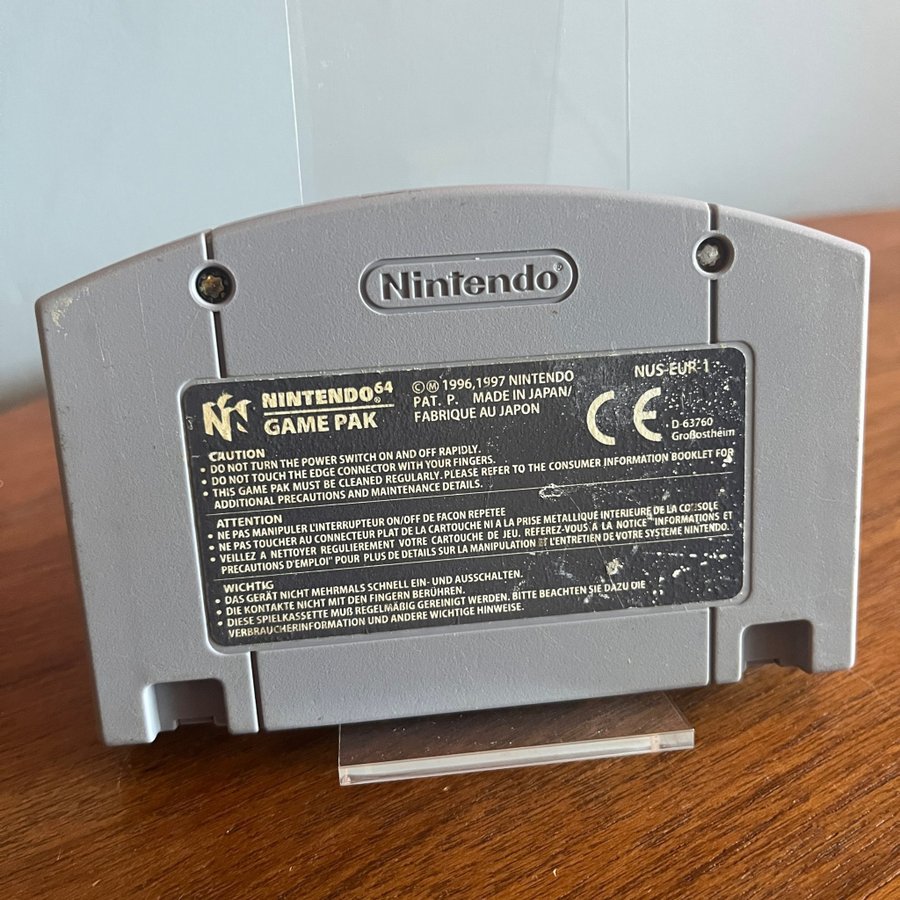 Nintendo®
NINTENDO64
GAME PAK
©Ⓜ 1996,1997 NINTENDO
PAT. P. MADE IN JAPAN/
FABRIQUE AU JAPON
NUS-EUR-1
CE
D-63760
Großostheim
CAUTION
• DO NOT TURN THE POWER SWITCH ON AND OFF RAPIDLY.
• DO NOT TOUCH THE EDGE CONNECTOR WITH YOUR FINGERS.
• THIS GAME PAK MUST BE CLEANED REGULARLY. PLEASE REFER TO THE CONSUMER INFORMATION BOOKLET FOR
ADDITIONAL PRECAUTIONS AND MAINTENANCE DETAILS.
ATTENTION
• NE PAS MANIPULER L'INTERRUPTEUR ON/OFF DE FACON REPETEE
• NE PAS TOUCHER AU CONNECTEUR PLAT DE LA CARTOUCHE NI A LA PRISE METALLIQUE INTERIEURE DE LA CONSOLE
• VEILLEZ A NETTOYER REGULIEREMENT VOTRE CARTOUCHE DE JEU. REFEREZ-VOUS A LA NOTICE "INFORMATIONS ET
PRECAUTIONS D'EMPLOI" POUR PLUS DE DETAILS SUR LA MANIPULATION ET L'ENTRETIEN DE VOTRE SYSTEME NINTENDO.
WICHTIG
• DAS GERÄT NICHT MEHRMALS SCHNELL EIN- UND AUSSCHALTEN.
• DIE KONTAKTE NICHT MIT DEN FINGERN BERÜHREN.
• DIESE SPIELKASSETTE MUß REGELMÄßIG GEREINIGT WERDEN. BITTE BEACHTEN SIE DAZU DIE
VERBRAUCHERINFORMATION UND ANDERE WICHTIGE HINWEISE.